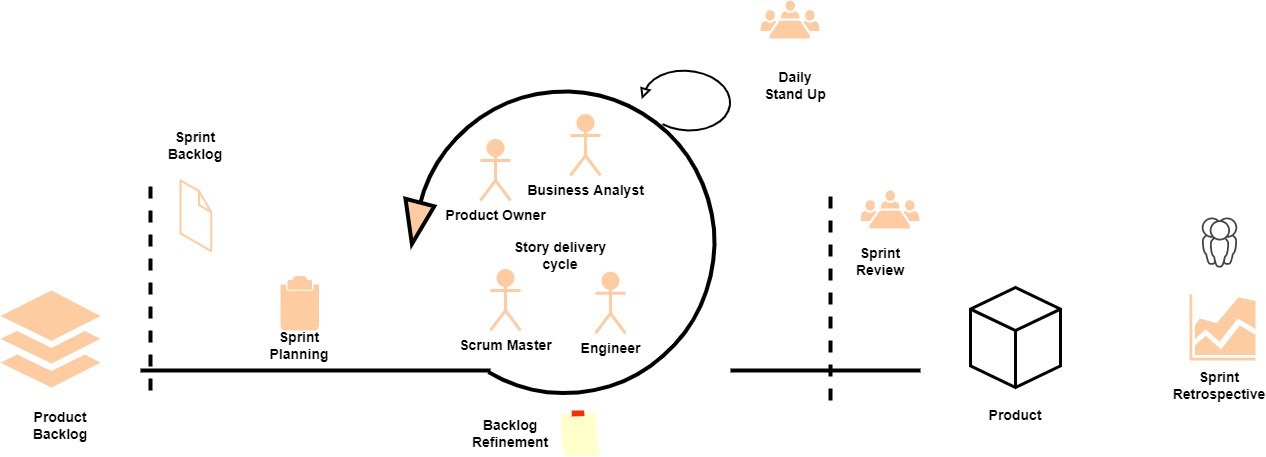 Daily
Stand Up
Sprint
Backlog
Business Analyst
Product Owner
Story delivery
cycle
Sprint
Review
Sprint
Planning
Scrum Master
Engineer
Sprint
Retrospective
Product
Backlog
Product
Backlog
Refinement